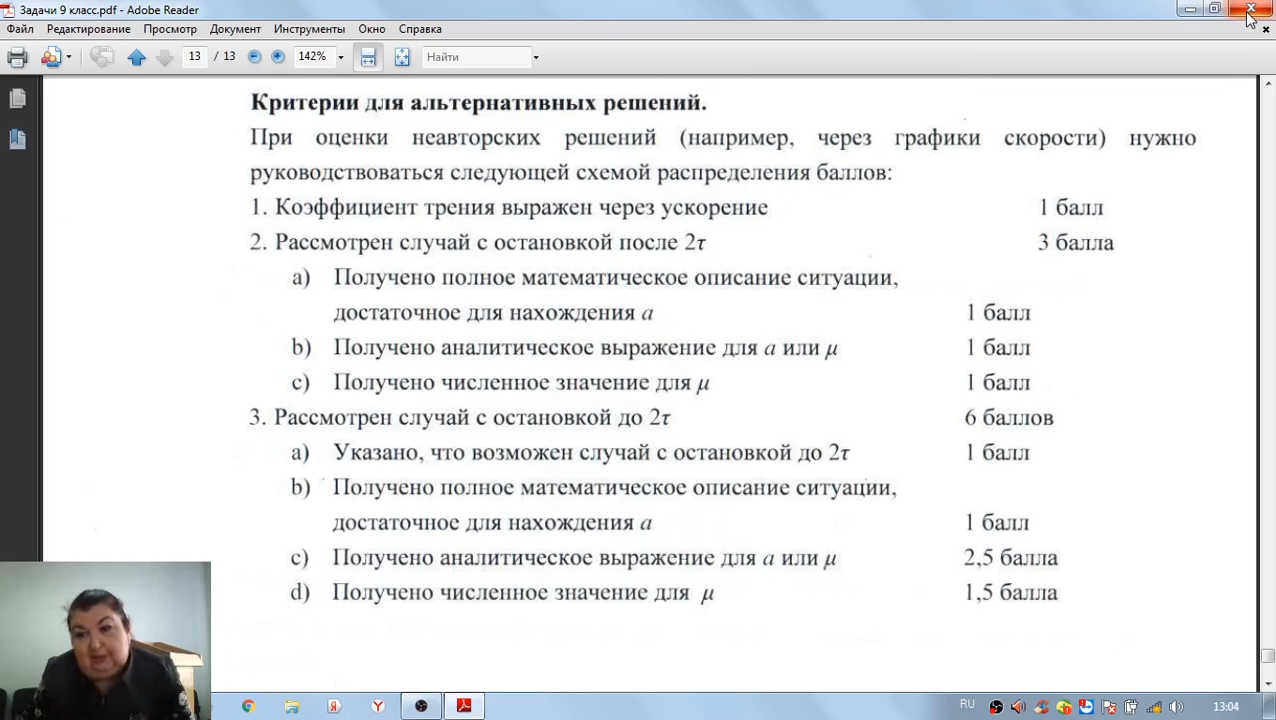 Задачи 9 класс.pdf - Adobe Reader
Файл Редактирование Просмотр Документ Инструменты Окно Справка
13 / 13 142% Найти
Критерии для альтернативных решений.
При оценки неавторских решений (например, через графики скорости) нужно
руководствоваться следующей схемой распределения баллов:
1. Коэффициент трения выражен через ускорение 1 балл
2. Рассмотрен случай с остановкой после 2τ 3 балла
a) Получено полное математическое описание ситуации,
достаточное для нахождения a 1 балл
b) Получено аналитическое выражение для a или μ 1 балл
c) Получено численное значение для μ 1 балл
3. Рассмотрен случай с остановкой до 2τ 6 баллов
a) Указано, что возможен случай с остановкой до 2τ 1 балл
b) Получено полное математическое описание ситуации,
достаточное для нахождения a 1 балл
c) Получено аналитическое выражение для a или μ 2,5 балла
d) Получено численное значение для μ 1,5 балла
RU 13:04